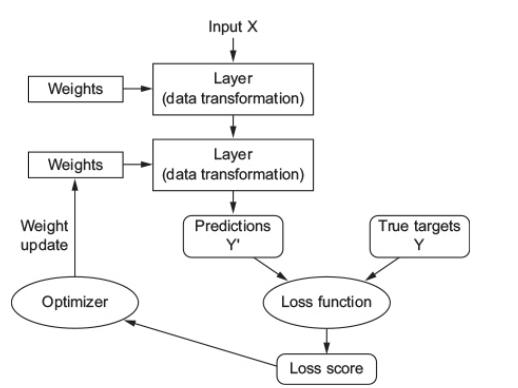 Input X
Weights
Layer
(data transformation)
Weights
Layer
(data transformation)
Weight
update
Predictions
Y'
True targets
Y
Optimizer
Loss function
Loss score